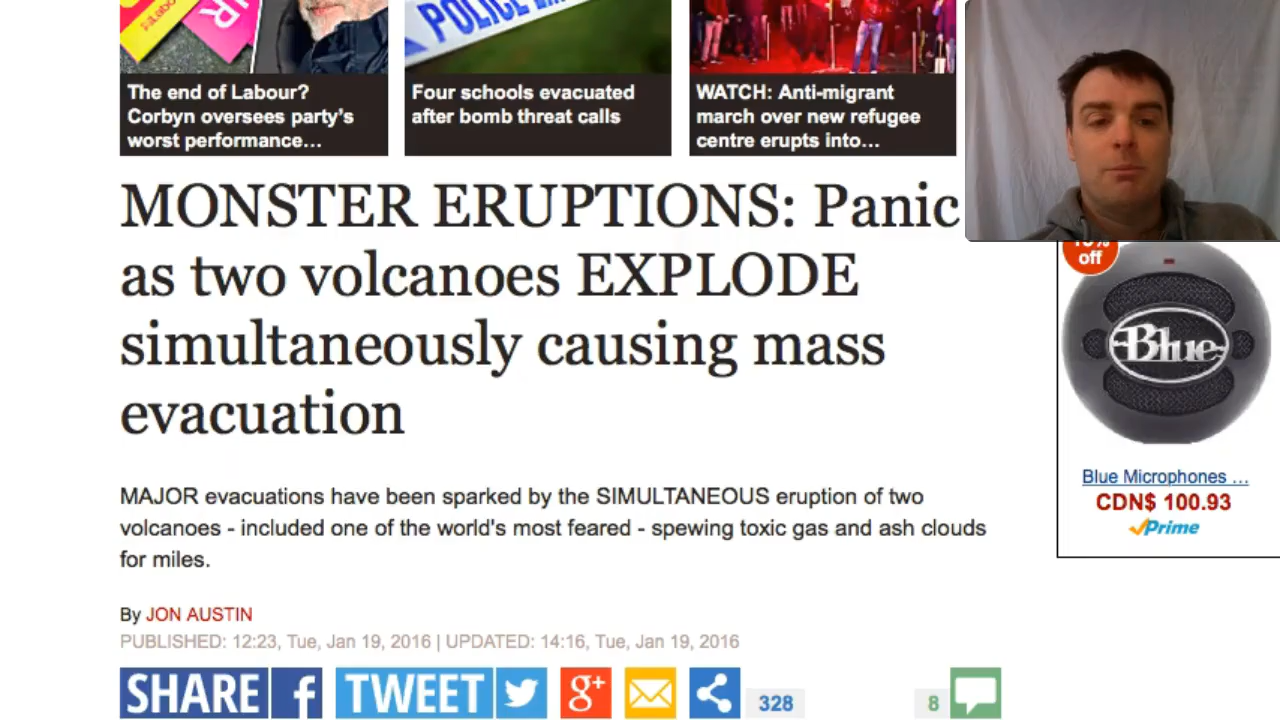 The end of Labour?
Corbyn oversees party's
worst performance...
POLICE
Four schools evacuated
after bomb threat calls
WATCH: Anti-migrant
march over new refugee
centre erupts into...
MONSTER ERUPTIONS: Panic
as two volcanoes EXPLODE
simultaneously causing mass
evacuation
MAJOR evacuations have been sparked by the SIMULTANEOUS eruption of two
volcanoes - included one of the world's most feared - spewing toxic gas and ash clouds
for miles.
By JON AUSTIN
PUBLISHED: 12:23, Tue, Jan 19, 2016 | UPDATED: 14:16, Tue, Jan 19, 2016
SHARE f TWEET g+ 328 8
off
Blue
Blue Microphones ...
CDN$ 100.93
Prime